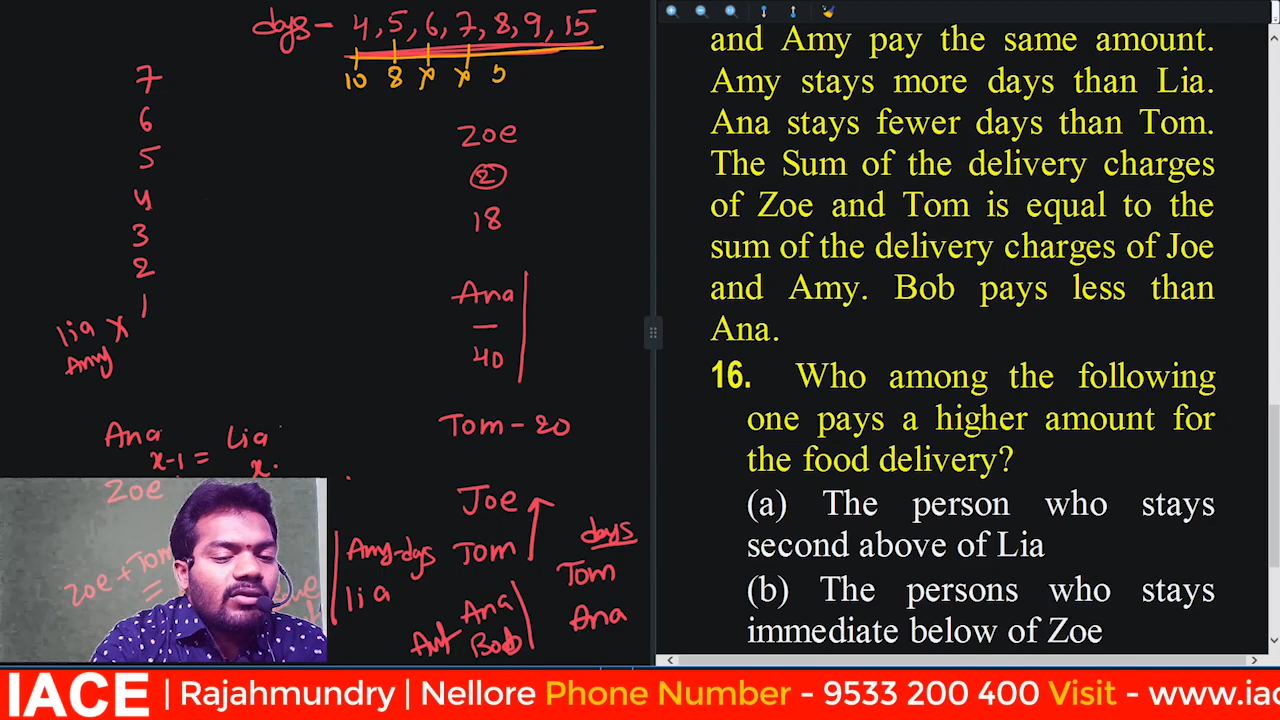 days - 4, 5, 6, 7, 8, 9, 15
10 8 x x 5
7
6
5
4
3
2
1
lia x
Amy
Zoe
2
18
Ana
40
Tom - 20
Ana Lia
x-1 = x
Zoe
Zoe + Tom
=
Joe
Tom
Ana
Bob
Amy - days
lia
days
Tom
Ana
and Amy pay the same amount.
Amy stays more days than Lia.
Ana stays fewer days than Tom.
The Sum of the delivery charges
of Zoe and Tom is equal to the
sum of the delivery charges of Joe
and Amy. Bob pays less than
Ana.
16. Who among the following
one pays a higher amount for
the food delivery?
(a) The person who stays
second above of Lia
(b) The persons who stays
immediate below of Zoe
IACE | Rajahmundry | Nellore Phone Number - 9533 200 400 Visit - www.iac